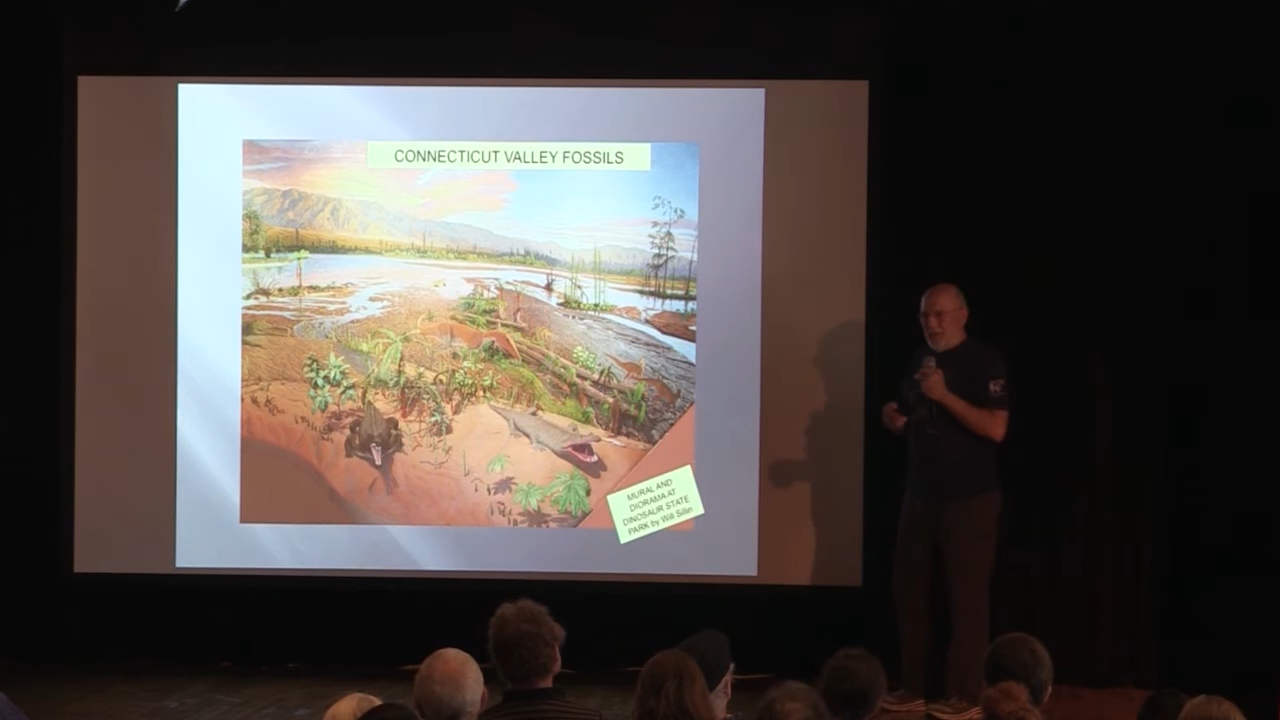 CONNECTICUT VALLEY FOSSILS
MURAL AND
DIORAMA AT
DINOSAUR STATE
PARK by Will Sillin